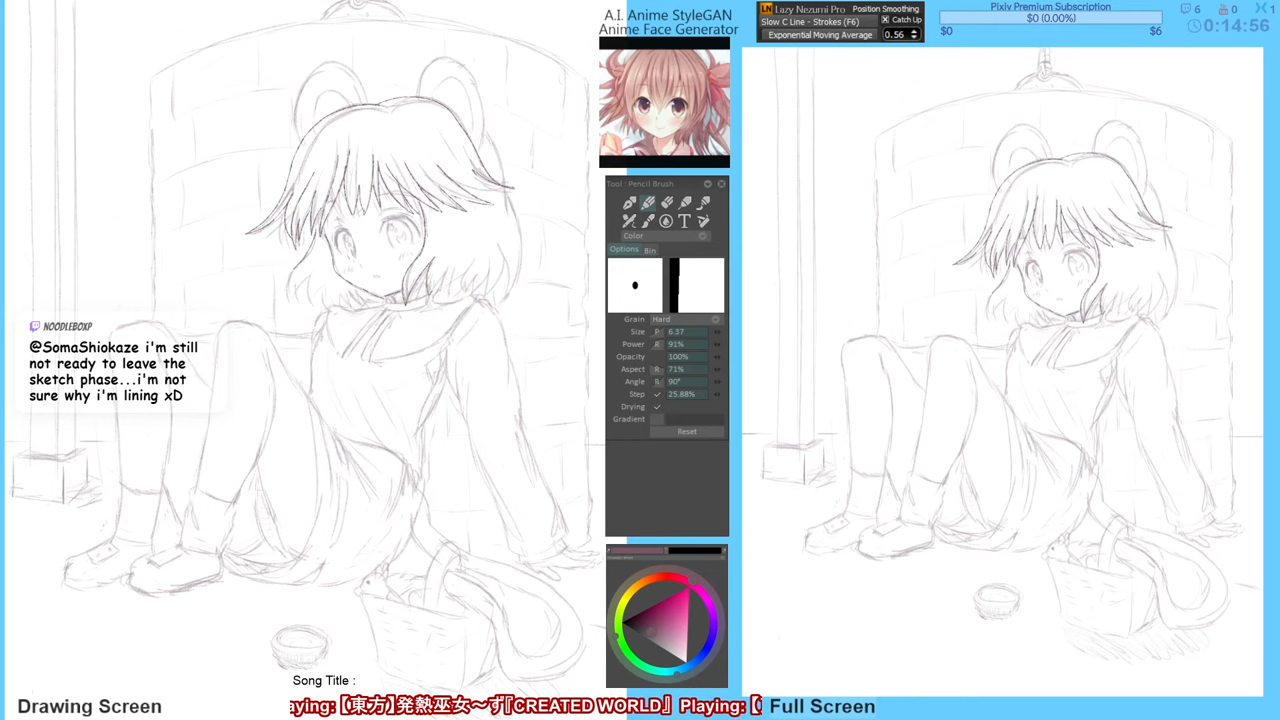 A.I. Anime StyleGAN
Anime Face Generator
Lazy Nezumi Pro
Position Smoothing
Slow C Line - Strokes (F6)
Catch Up
Exponential Moving Average
0.56
Pixiv Premium Subscription
$0 (0.00%)
$0
$6
6
0
1
0:14:56
Tool : Pencil Brush
Color
Options
Bin
Grain Hard
Size P 6.37
Power R 91%
Opacity 100%
Aspect R 71%
Angle R 90°
Step 25.88%
Drying
Gradient
Reset
NOODLEBOXP
@SomaShiokaze i'm still
not ready to leave the
sketch phase...i'm not
sure why i'm lining xD
Song Title :
Drawing Screen
aying: 【東方】発熱巫女～ず『CREATED WORLD』 Playing: 【
Full Screen